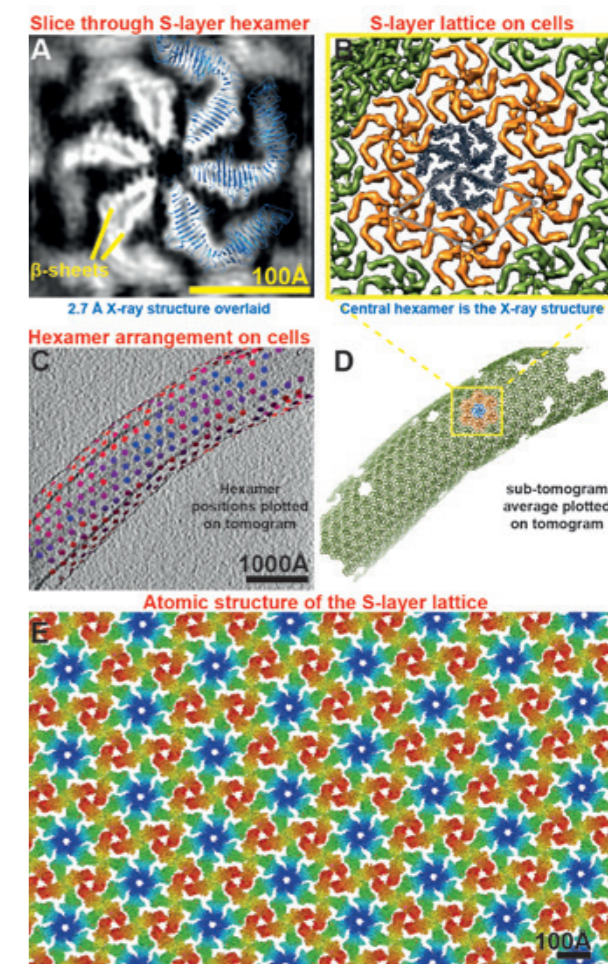 Slice through S-layer hexamer
S-layer lattice on cells
A
B
β-sheets
100Å
2.7 Å X-ray structure overlaid
Central hexamer is the X-ray structure
Hexamer arrangement on cells
C
D
Hexamer
positions plotted
on tomogram
1000Å
sub-tomogram
average plotted
on tomogram
Atomic structure of the S-layer lattice
E
100Å